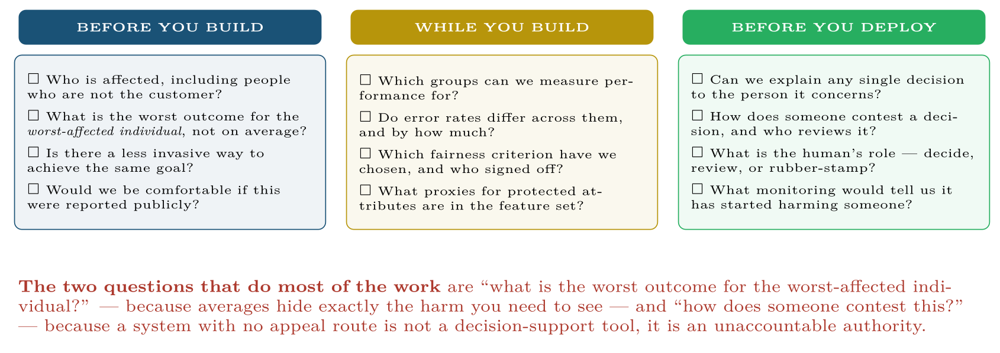 BEFORE YOU BUILD
☐ Who is affected, including people
who are not the customer?
☐ What is the worst outcome for the
worst-affected individual, not on average?
☐ Is there a less invasive way to
achieve the same goal?
☐ Would we be comfortable if this
were reported publicly?
WHILE YOU BUILD
☐ Which groups can we measure per-
formance for?
☐ Do error rates differ across them,
and by how much?
☐ Which fairness criterion have we
chosen, and who signed off?
☐ What proxies for protected at-
tributes are in the feature set?
BEFORE YOU DEPLOY
☐ Can we explain any single decision
to the person it concerns?
☐ How does someone contest a deci-
sion, and who reviews it?
☐ What is the human's role — decide,
review, or rubber-stamp?
☐ What monitoring would tell us it
has started harming someone?
The two questions that do most of the work are “what is the worst outcome for the worst-affected indi-
vidual?” — because averages hide exactly the harm you need to see — and “how does someone contest this?”
— because a system with no appeal route is not a decision-support tool, it is an unaccountable authority.